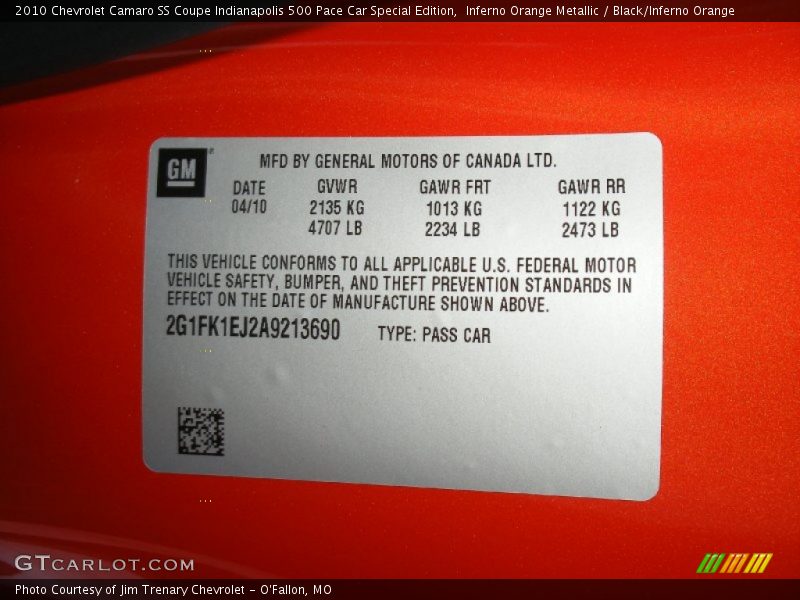 2010 Chevrolet Camaro SS Coupe Indianapolis 500 Pace Car Special Edition, Inferno Orange Metallic / Black/Inferno Orange
GM
MFD BY GENERAL MOTORS OF CANADA LTD.
DATE GVWR GAWR FRT GAWR RR
04/10 2135 KG 1013 KG 1122 KG
4707 LB 2234 LB 2473 LB
THIS VEHICLE CONFORMS TO ALL APPLICABLE U.S. FEDERAL MOTOR
VEHICLE SAFETY, BUMPER, AND THEFT PREVENTION STANDARDS IN
EFFECT ON THE DATE OF MANUFACTURE SHOWN ABOVE.
2G1FK1EJ2A9213690 TYPE: PASS CAR
GTCARLOT.COM
Photo Courtesy of Jim Trenary Chevrolet - O'Fallon, MO